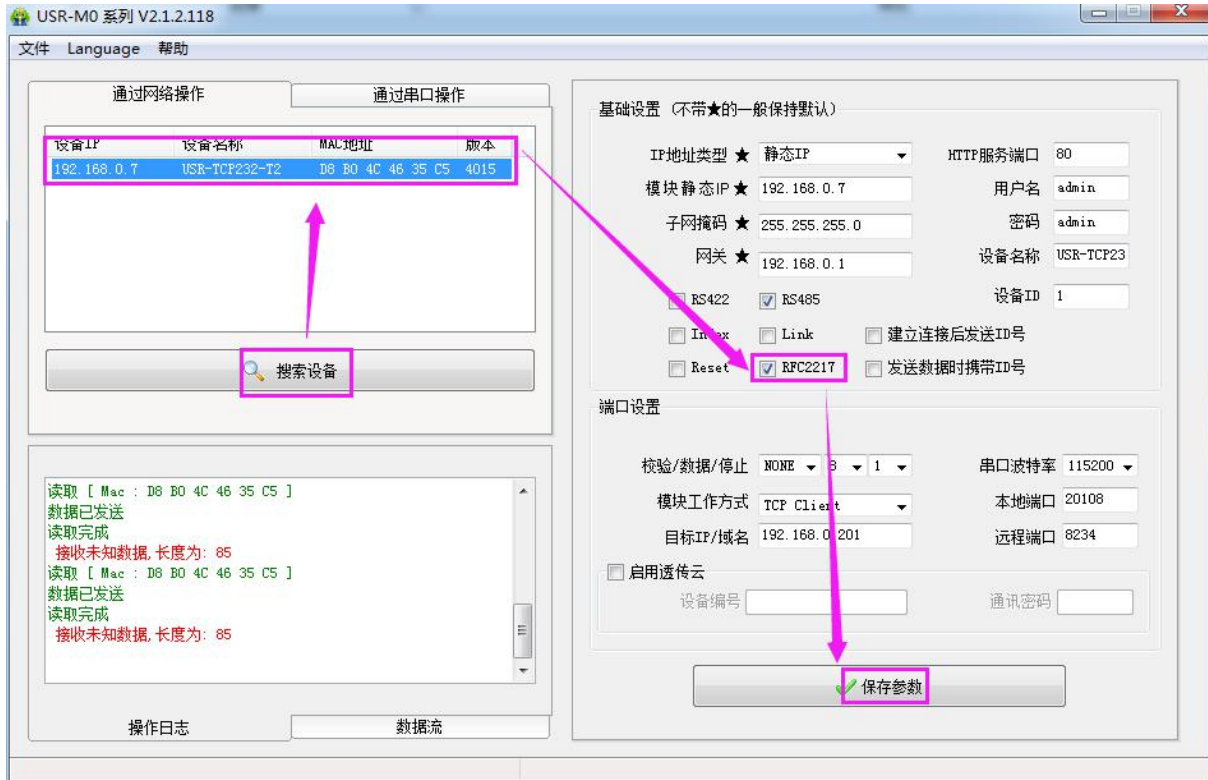 USR-M0 系列 V2.1.2.118
文件 Language 帮助
通过网络操作 通过串口操作
设备IP 设备名称 MAC地址 版本
192.168.0.7 USR-TCP232-T2 D8 B0 4C 46 35 C5 4015
搜索设备
读取 [ Mac : D8 B0 4C 46 35 C5 ]
数据已发送
读取完成
接收未知数据,长度为: 85
读取 [ Mac : D8 B0 4C 46 35 C5 ]
数据已发送
读取完成
接收未知数据,长度为: 85
操作日志 数据流
基础设置 (不带★的一般保持默认)
IP地址类型 ★ 静态IP HTTP服务端口 80
模块静态IP★ 192.168.0.7 用户名 admin
子网掩码 ★ 255.255.255.0 密码 admin
网关 ★ 192.168.0.1 设备名称 USR-TCP23
RS422 RS485 设备ID 1
Index Link 建立连接后发送ID号
Reset RFC2217 发送数据时携带ID号
端口设置
校验/数据/停止 NONE 8 1 串口波特率 115200
模块工作方式 TCP Client 本地端口 20108
目标IP/域名 192.168.0.201 远程端口 8234
启用透传云
设备编号 通讯密码
保存参数